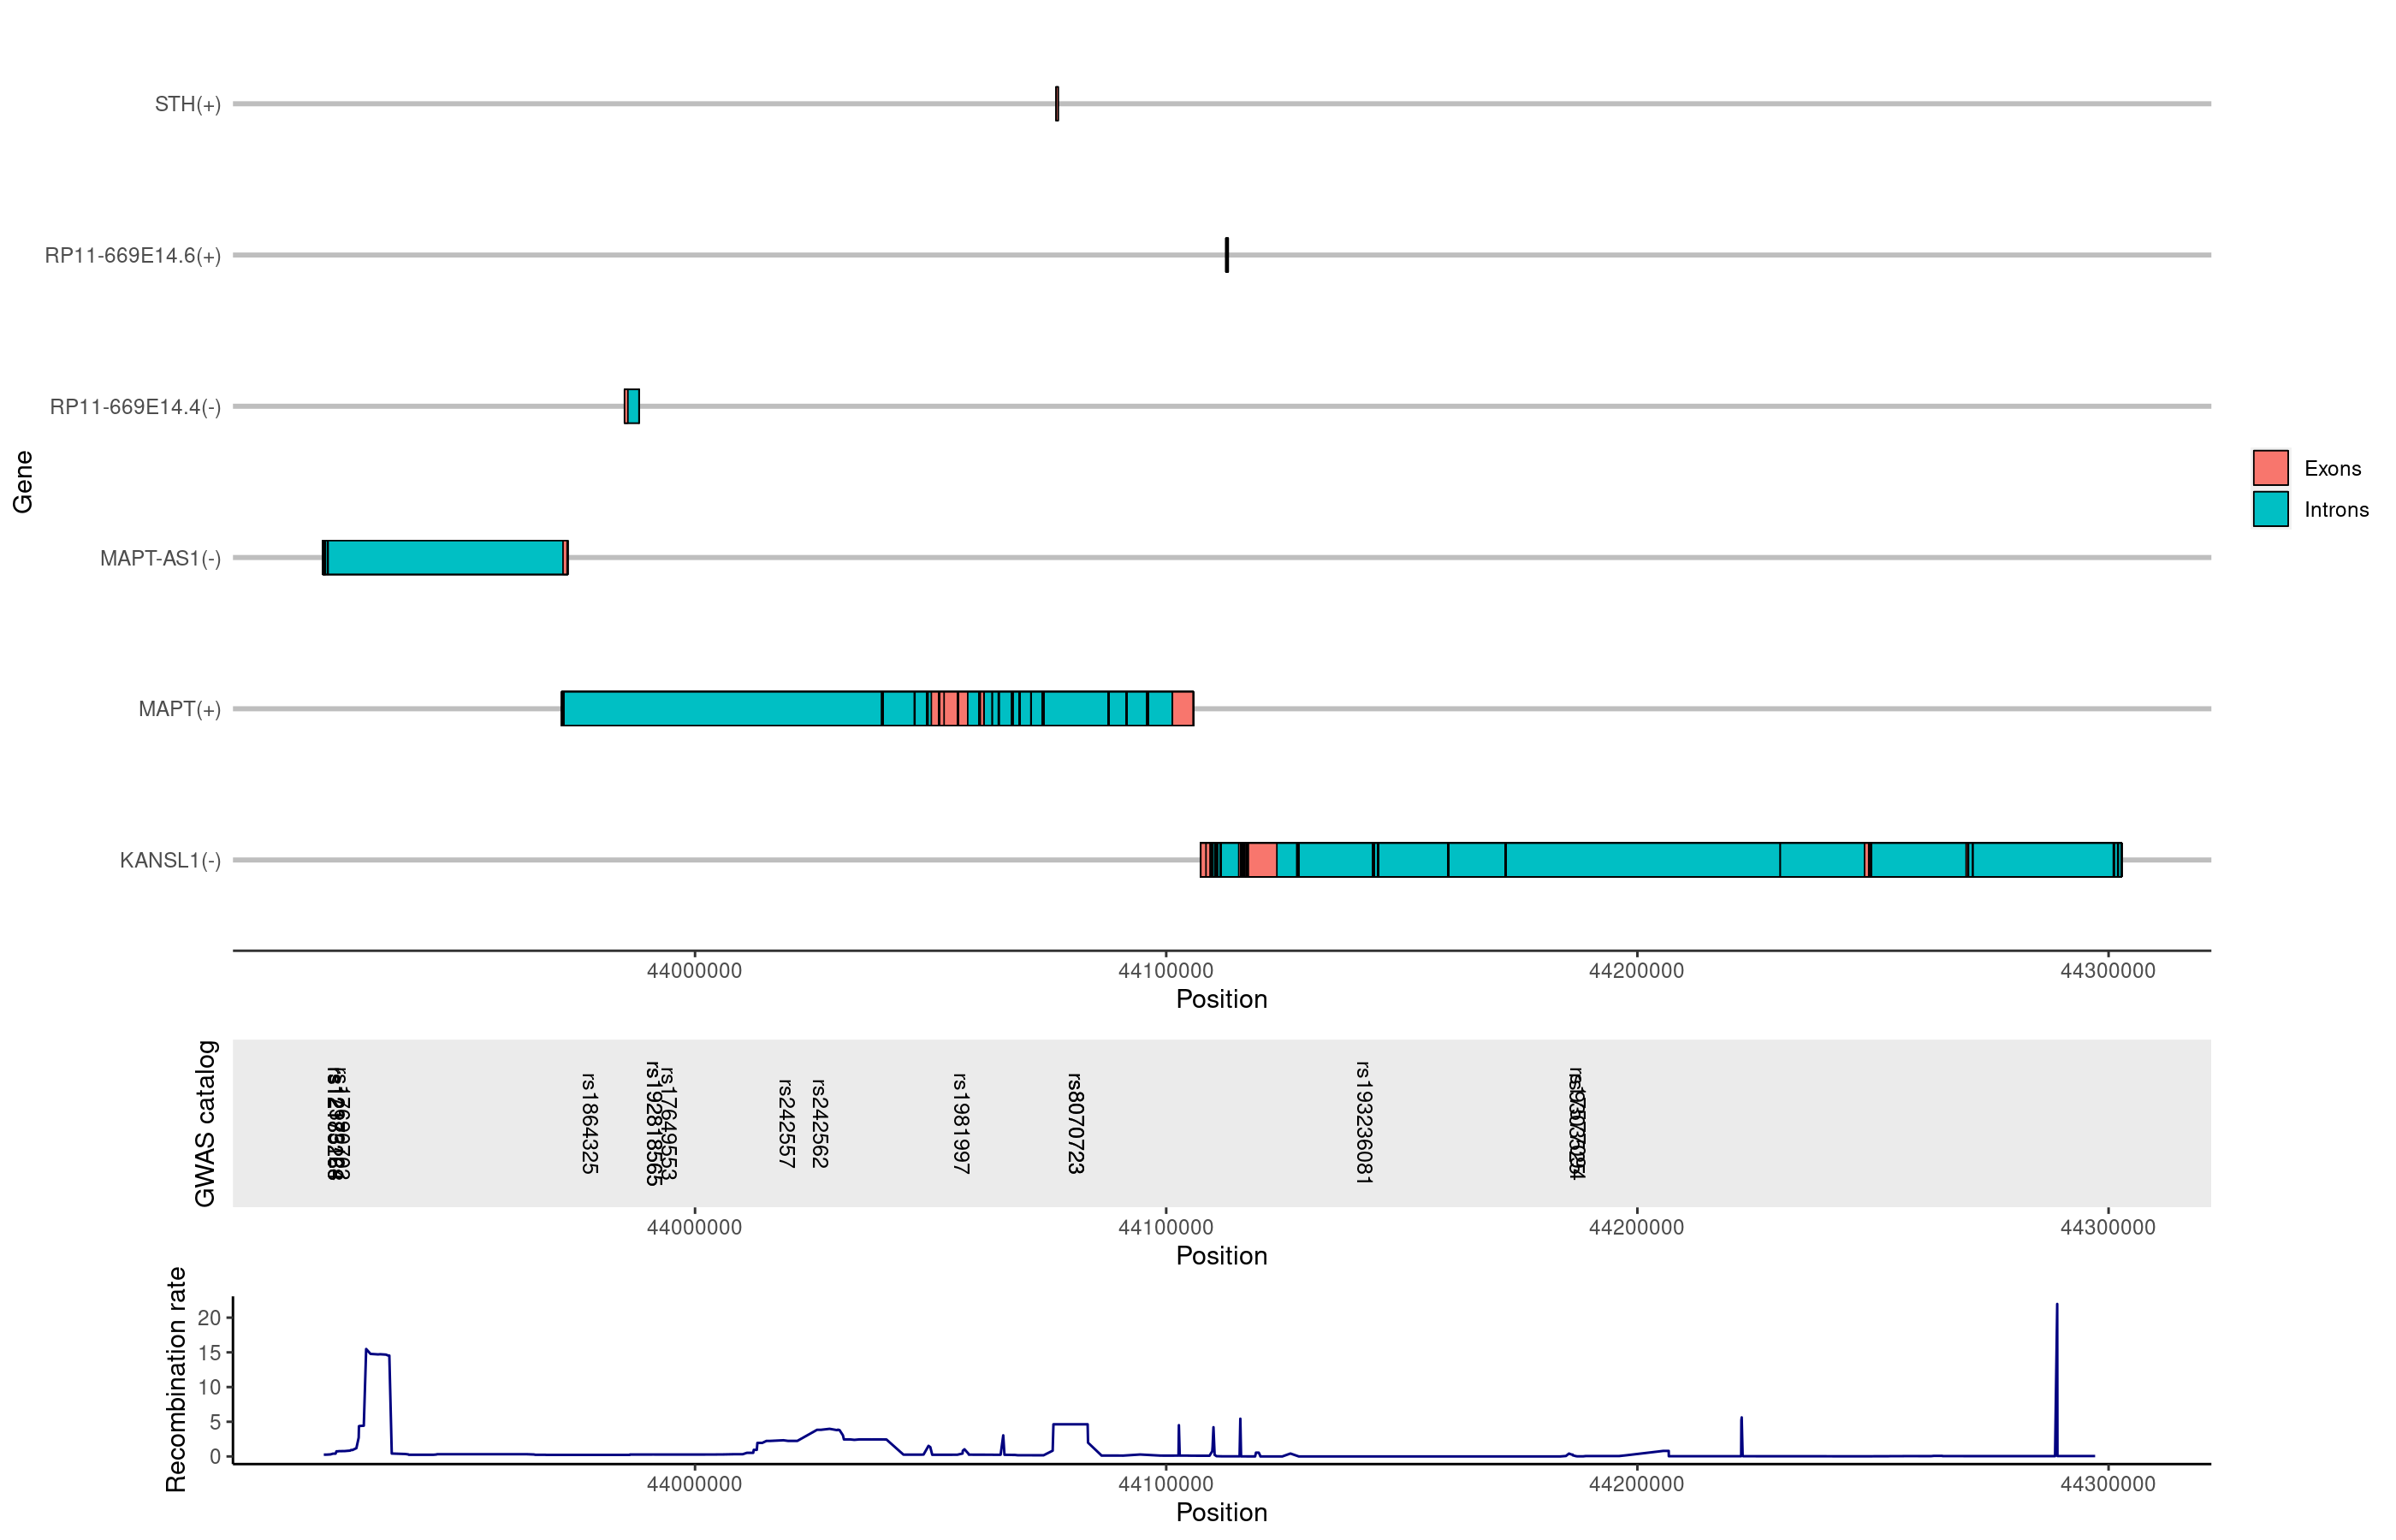 STH(+)
RP11-669E14.6(+)
RP11-669E14.4(-)
MAPT-AS1(-)
MAPT(+)
KANSL1(-)
Gene
Exons
Introns
44000000 44100000 44200000 44300000
Position
GWAS catalog
rs1864325
rs17649553
rs242557
rs242562
rs1981997
rs8070723
rs193236081
44000000 44100000 44200000 44300000
Position
Recombination rate
20
15
10
5
0
44000000 44100000 44200000 44300000
Position